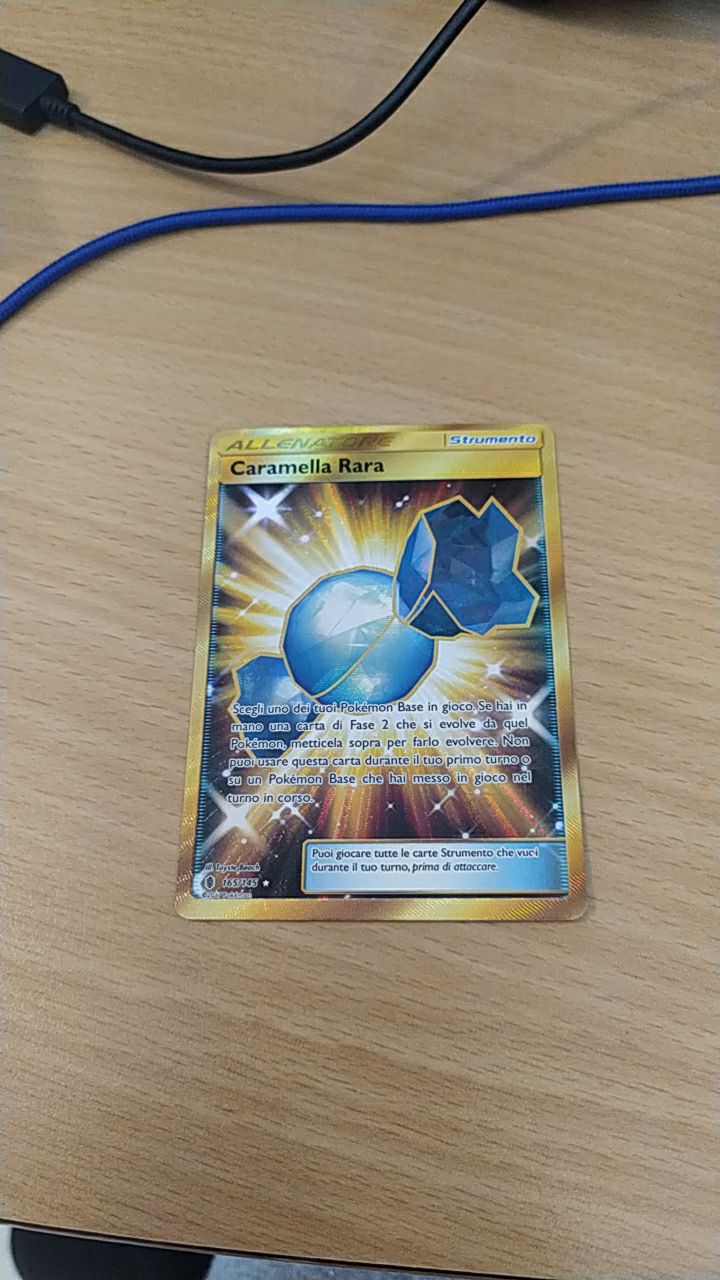 ALLENATORE
Strumento
Caramella Rara
Scegli uno dei tuoi Pokémon Base in gioco. Se hai in
mano una carta di Fase 2 che si evolve da quel
Pokémon, metticela sopra per farlo evolvere. Non
puoi usare questa carta durante il tuo primo turno o
su un Pokémon Base che hai messo in gioco nel
turno in corso.
Puoi giocare tutte le carte Strumento che vuoi
durante il tuo turno, prima di attaccare.
Ill. Toyste Beach
165/145